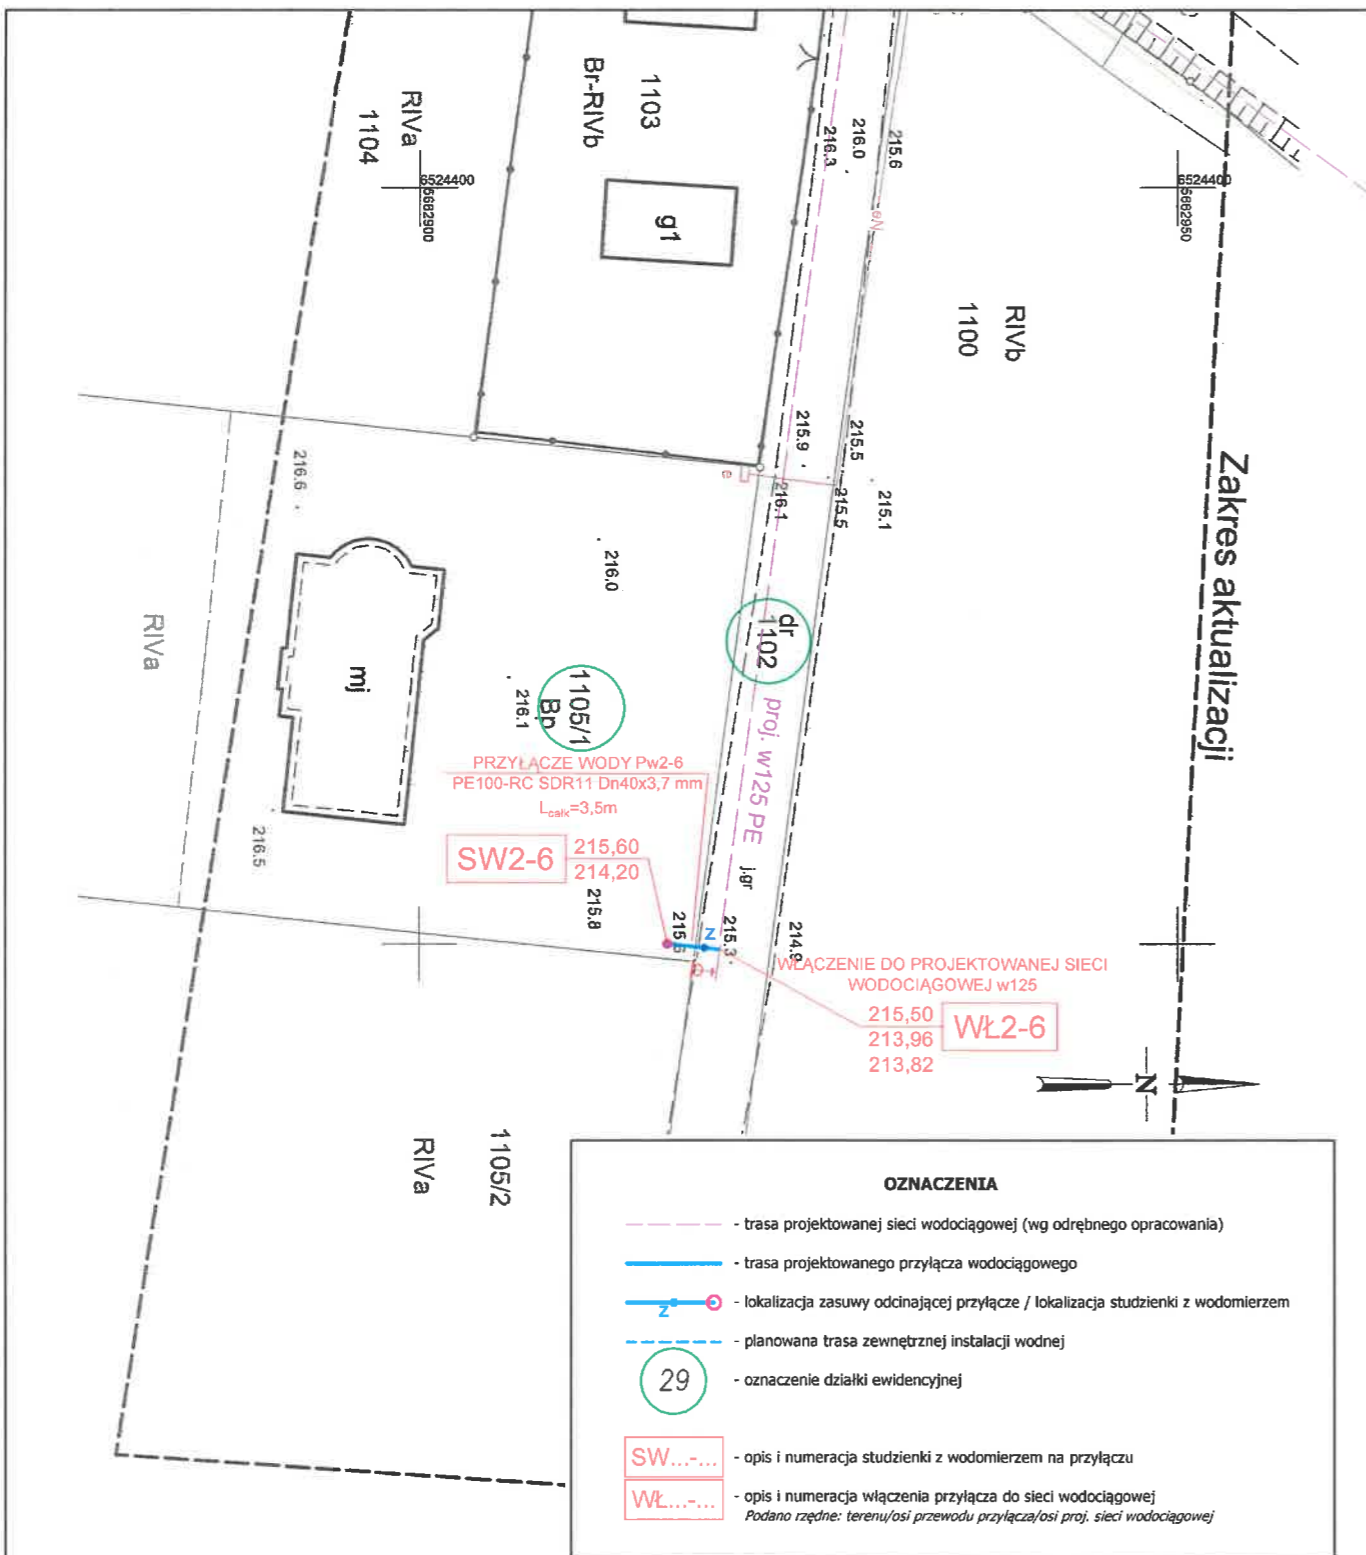 1103
Br-RIVb
RIVa
1104
6524400
5682900
g1
216.3
216.0
215.6
eN
6524400
5682950
RIVb
1100
Zakres aktualizacji
215.9
215.5
216.1
215.5
215.1
e
216.6
216.0
RIVa
mj
1105/1
Bp
216.1
dr
1102
proj. w125 PE
j.gr
PRZYŁĄCZE WODY Pw2-6
PE100-RC SDR11 Dn40x3,7 mm
Lcałk=3,5m
SW2-6
215,60
214,20
216.5
215.8
215.6
Z
215.3
214.9
WŁĄCZENIE DO PROJEKTOWANEJ SIECI
WODOCIĄGOWEJ w125
215,50
213,96
213,82
WŁ2-6
N
1105/2
RIVa
OZNACZENIA
- trasa projektowanej sieci wodociągowej (wg odrębnego opracowania)
- trasa projektowanego przyłącza wodociągowego
Z
- lokalizacja zasuwy odcinającej przyłącze / lokalizacja studzienki z wodomierzem
- planowana trasa zewnętrznej instalacji wodnej
29
- oznaczenie działki ewidencyjnej
SW...-...
- opis i numeracja studzienki z wodomierzem na przyłączu
WŁ...-...
- opis i numeracja włączenia przyłącza do sieci wodociągowej
Podano rzędne: terenu/osi przewodu przyłącza/osi proj. sieci wodociągowej